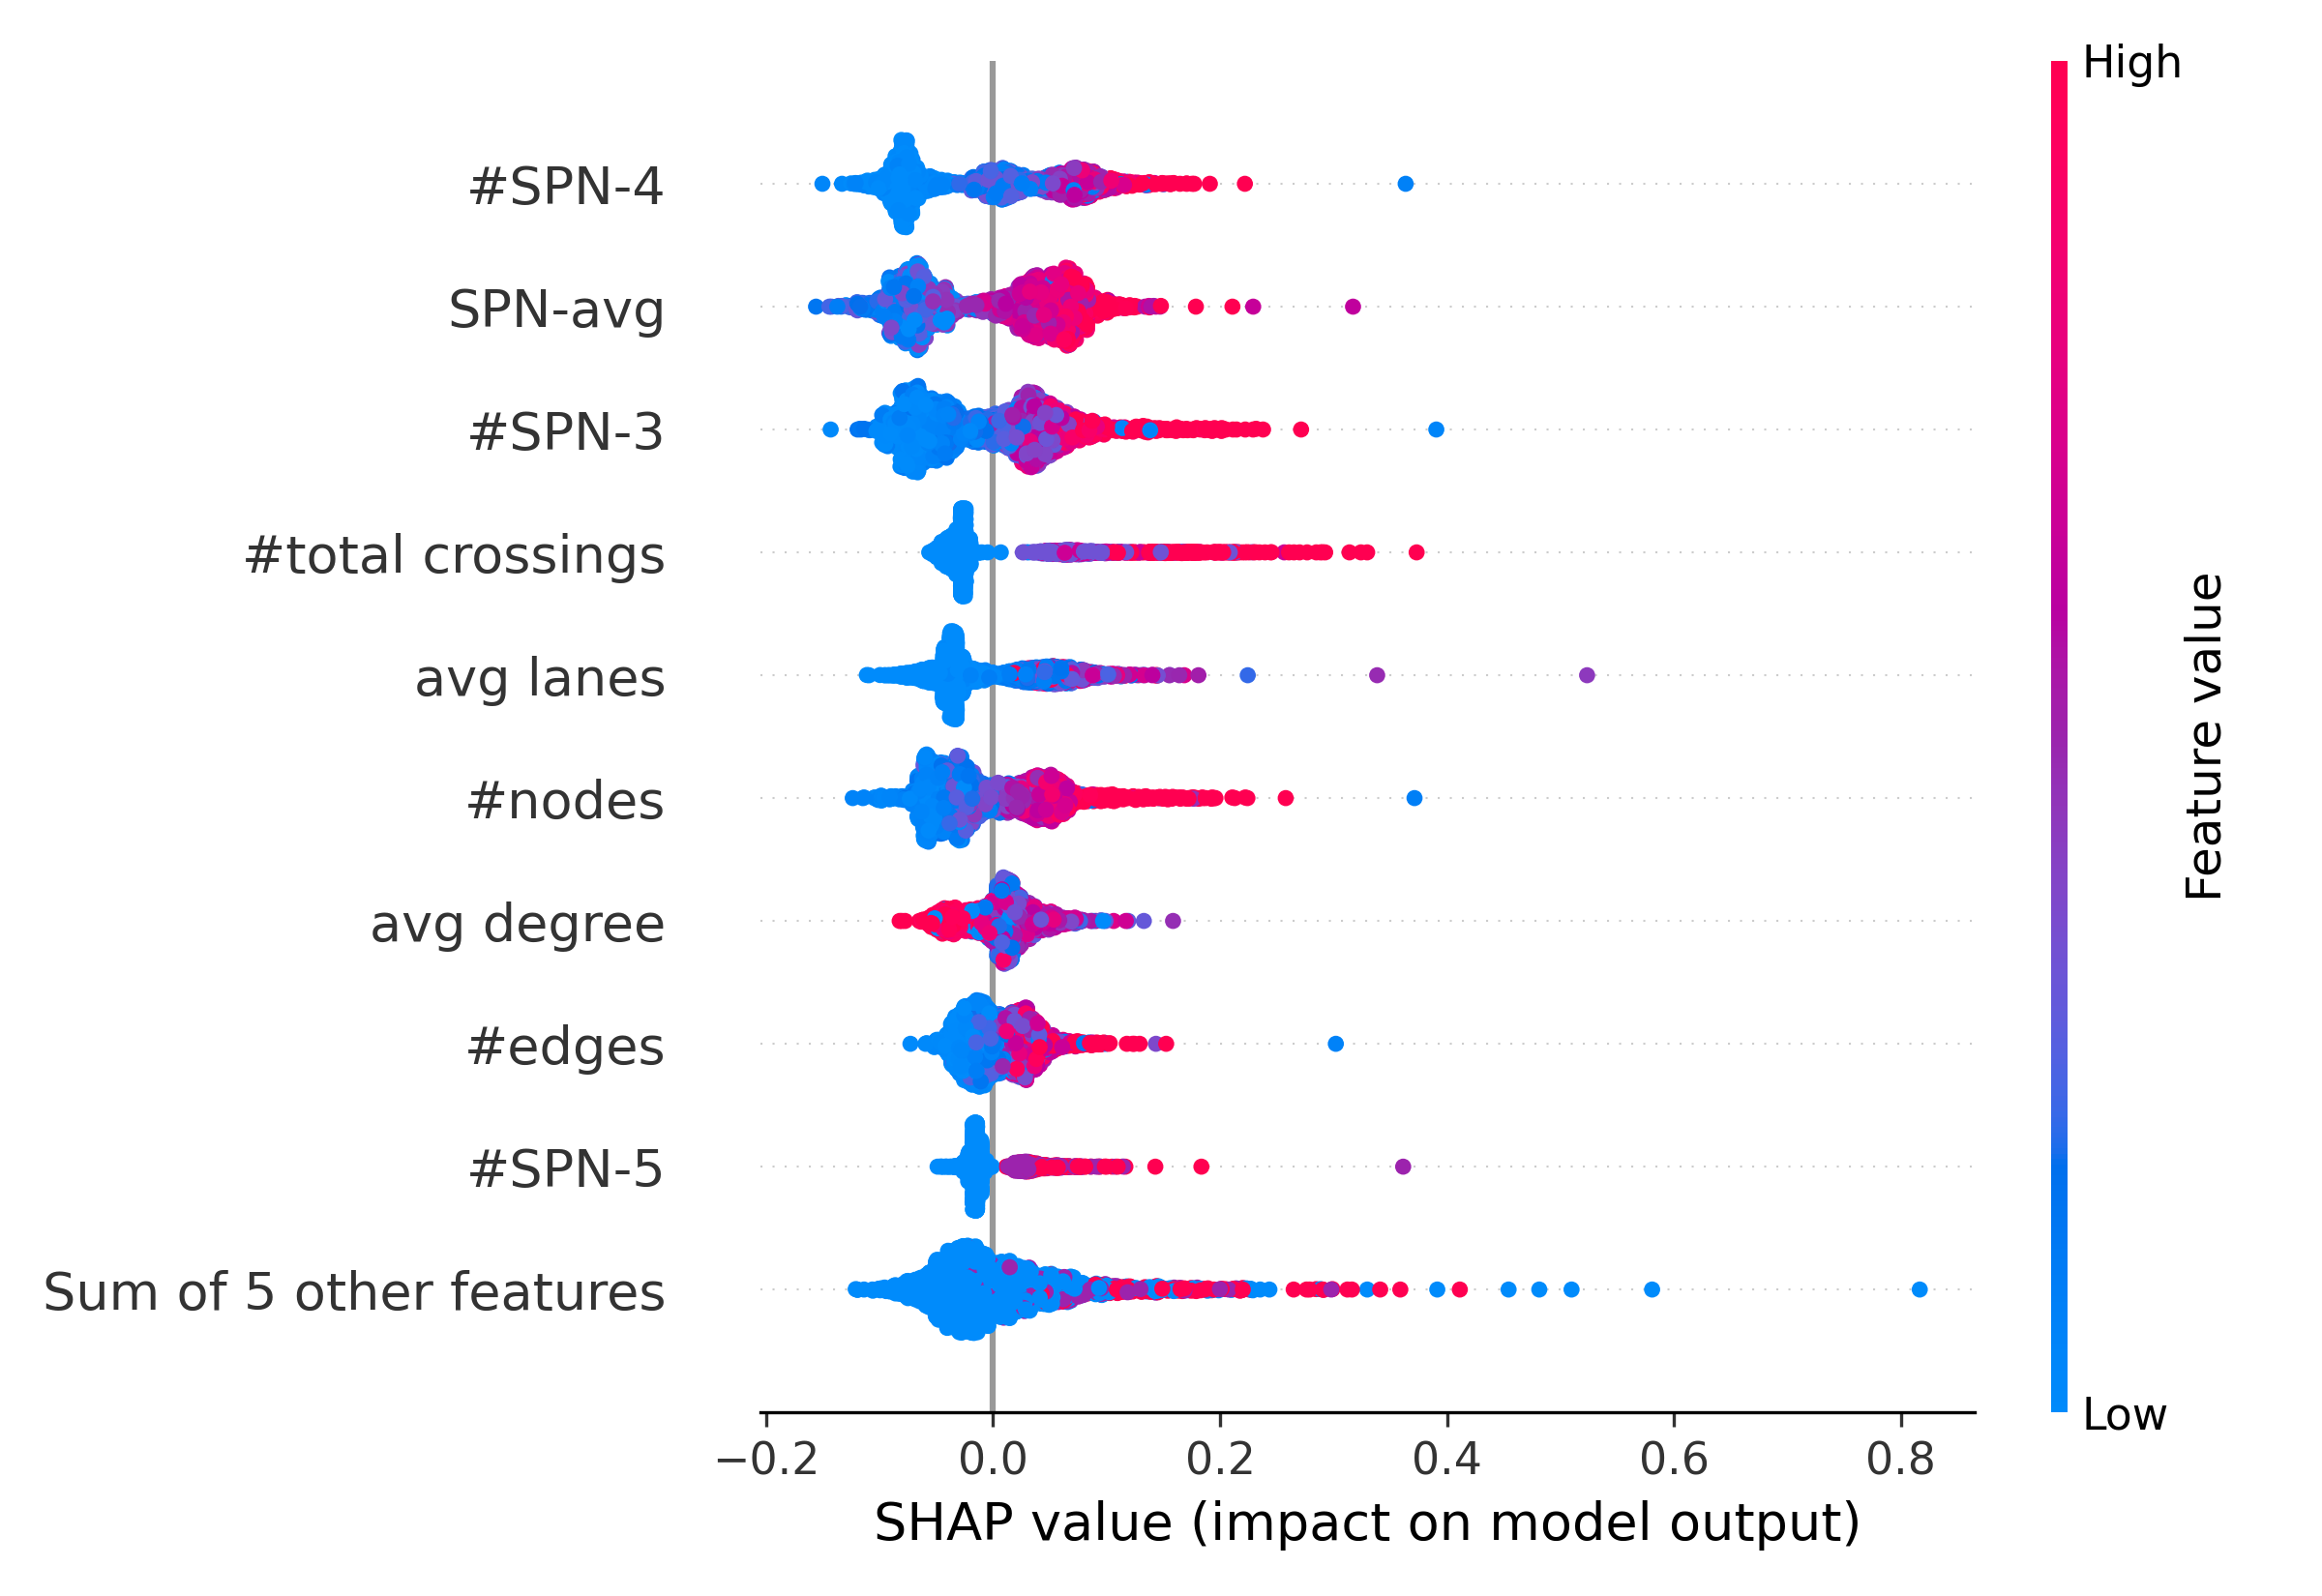 High
#SPN-4
SPN-avg
#SPN-3
#total crossings
avg lanes
#nodes
avg degree
#edges
#SPN-5
Sum of 5 other features
Feature value
Low
−0.2 0.0 0.2 0.4 0.6 0.8
SHAP value (impact on model output)